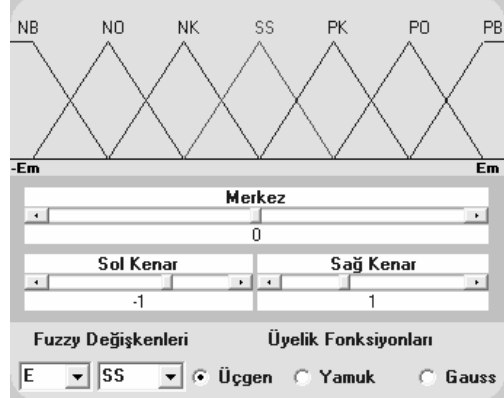 NB NO NK SS PK PO PB
-Em Em
Merkez
0
Sol Kenar Sağ Kenar
-1 1
Fuzzy Değişkenleri Üyelik Fonksiyonları
E SS Üçgen Yamuk Gauss